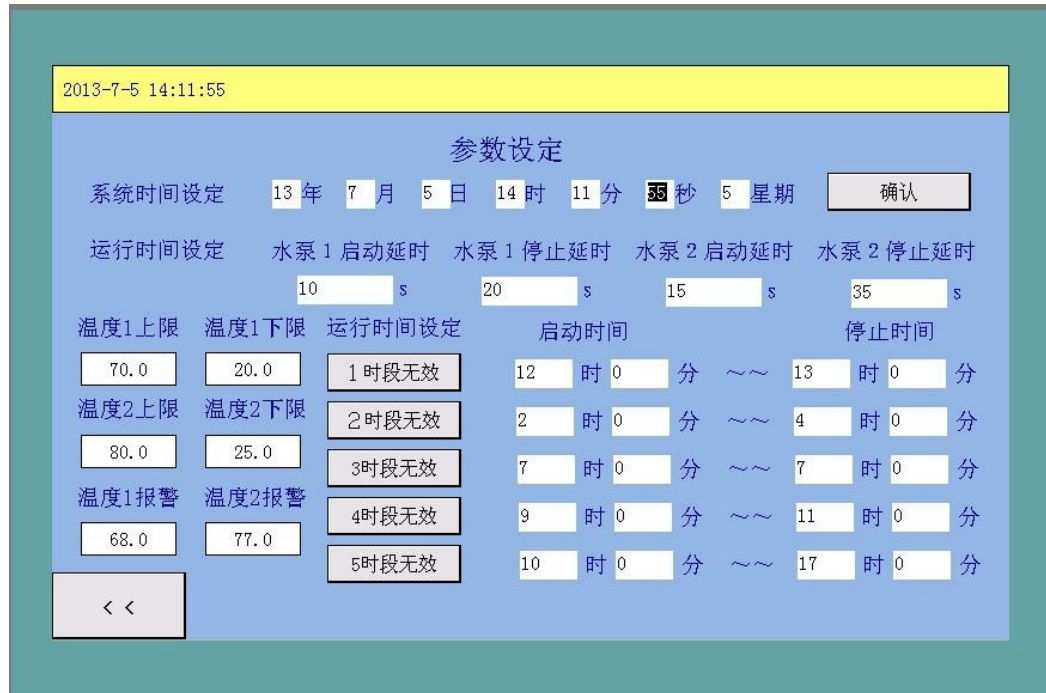 2013-7-5 14:11:55
参数设定
系统时间设定 13 年 7 月 5 日 14 时 11 分 55 秒 5 星期 确认
运行时间设定 水泵1启动延时 水泵1停止延时 水泵2启动延时 水泵2停止延时
10 s 20 s 15 s 35 s
温度1上限 温度1下限 运行时间设定 启动时间 停止时间
70.0 20.0 1时段无效 12 时 0 分 ~~ 13 时 0 分
温度2上限 温度2下限 2时段无效 2 时 0 分 ~~ 4 时 0 分
80.0 25.0 3时段无效 7 时 0 分 ~~ 7 时 0 分
温度1报警 温度2报警 4时段无效 9 时 0 分 ~~ 11 时 0 分
68.0 77.0 5时段无效 10 时 0 分 ~~ 17 时 0 分
<<